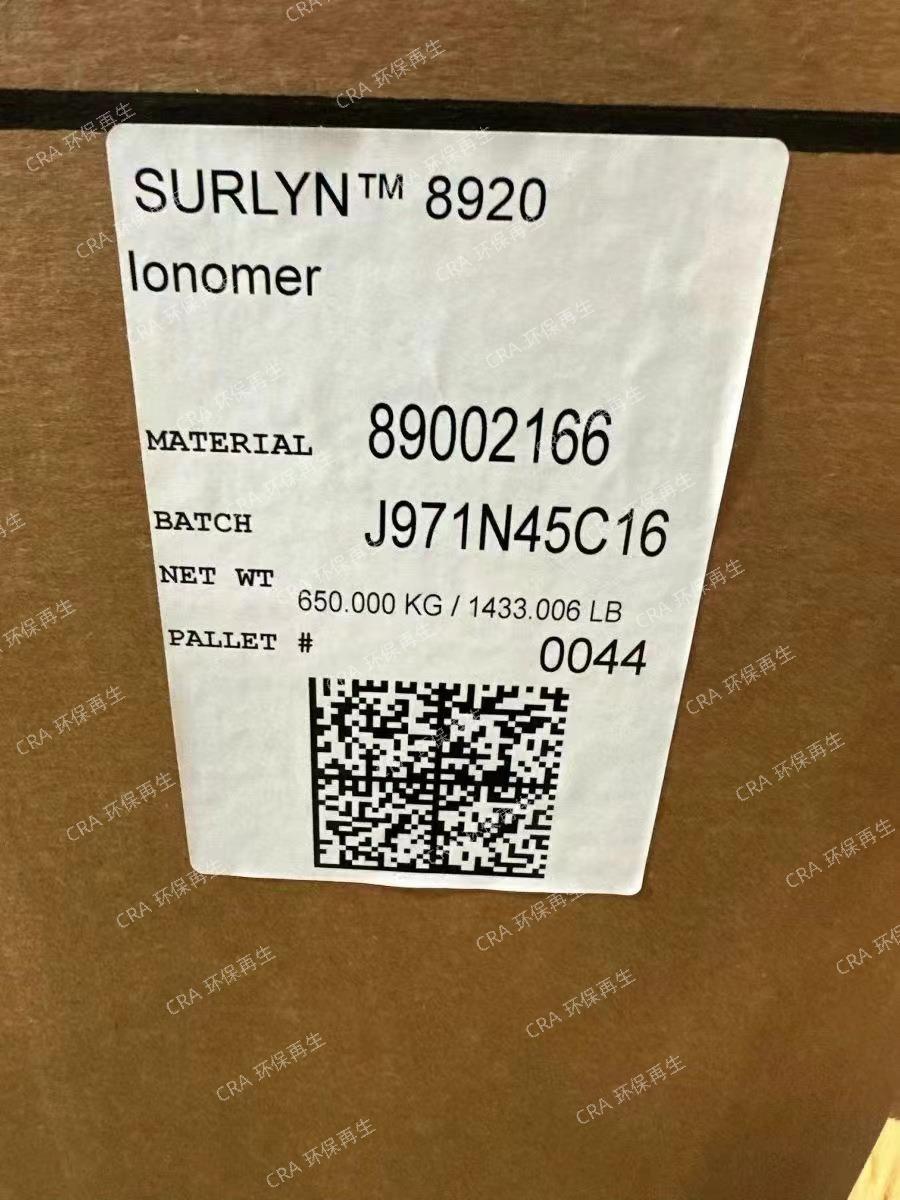 SURLYN™ 8920
Ionomer
MATERIAL 89002166
BATCH J971N45C16
NET WT
650.000 KG / 1433.006 LB
PALLET # 0044
CRA 环保再生